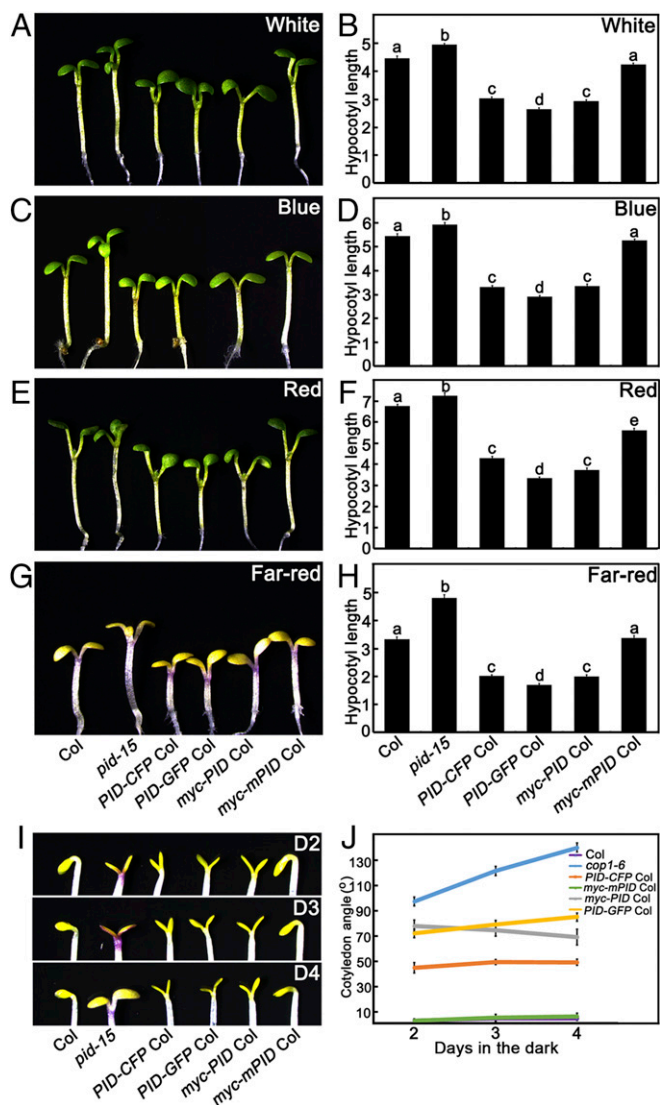 A
White
B
White
Hypocotyl length
5
4
3
2
1
0
a
b
c
d
c
a
C
Blue
D
Blue
Hypocotyl length
6
5
4
3
2
1
0
a
b
c
d
c
a
E
Red
F
Red
Hypocotyl length
7
6
5
4
3
2
1
0
a
b
c
d
c
e
G
Far-red
H
Far-red
Hypocotyl length
5
4
3
2
1
0
a
b
c
d
c
a
Col
pid-15
PID-CFP Col
PID-GFP Col
myc-PID Col
myc-mPID Col
Col
pid-15
PID-CFP Col
PID-GFP Col
myc-PID Col
myc-mPID Col
I
D2
D3
D4
Col
pid-15
PID-CFP Col
PID-GFP Col
myc-PID Col
myc-mPID Col
J
Cotyledon angle (º)
130
110
90
70
50
30
10
Col
cop1-6
PID-CFP Col
myc-mPID Col
myc-PID Col
PID-GFP Col
2
3
4
Days in the dark